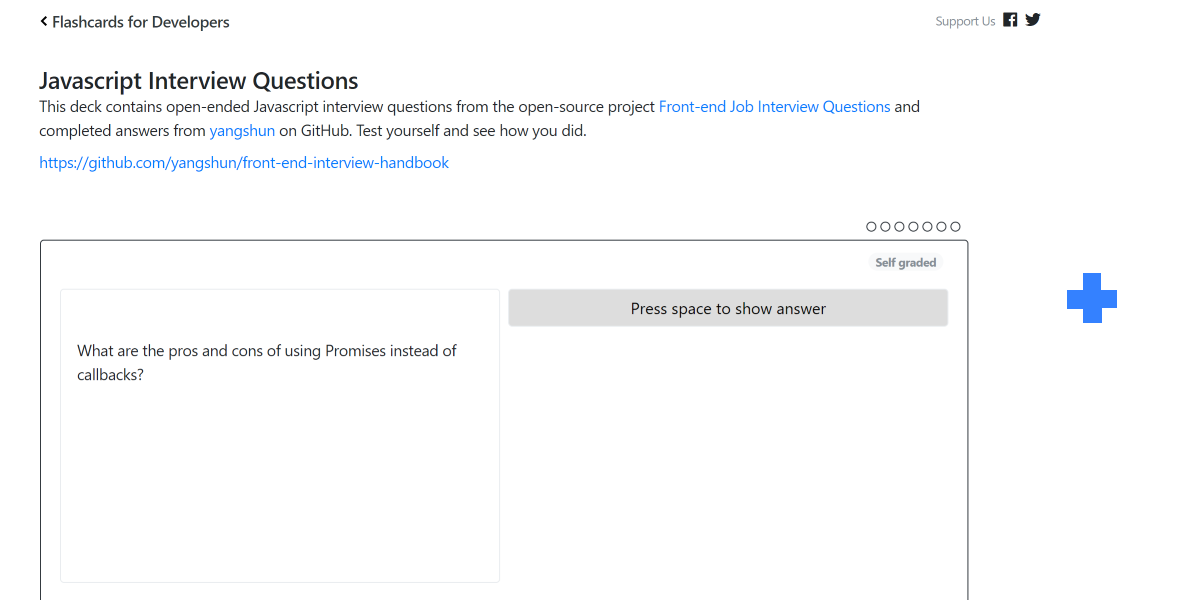 Flashcards for Developers
Support Us
Javascript Interview Questions
This deck contains open-ended Javascript interview questions from the open-source project Front-end Job Interview Questions and
completed answers from yangshun on GitHub. Test yourself and see how you did.
https://github.com/yangshun/front-end-interview-handbook
Self graded
Press space to show answer
What are the pros and cons of using Promises instead of
callbacks?